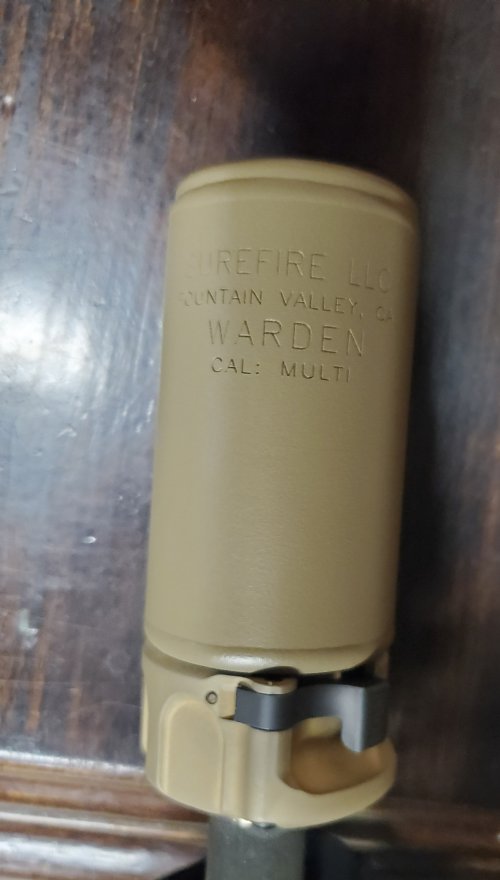 SUREFIRE LLC
FOUNTAIN VALLEY, CA
WARDEN
CAL: MULTI